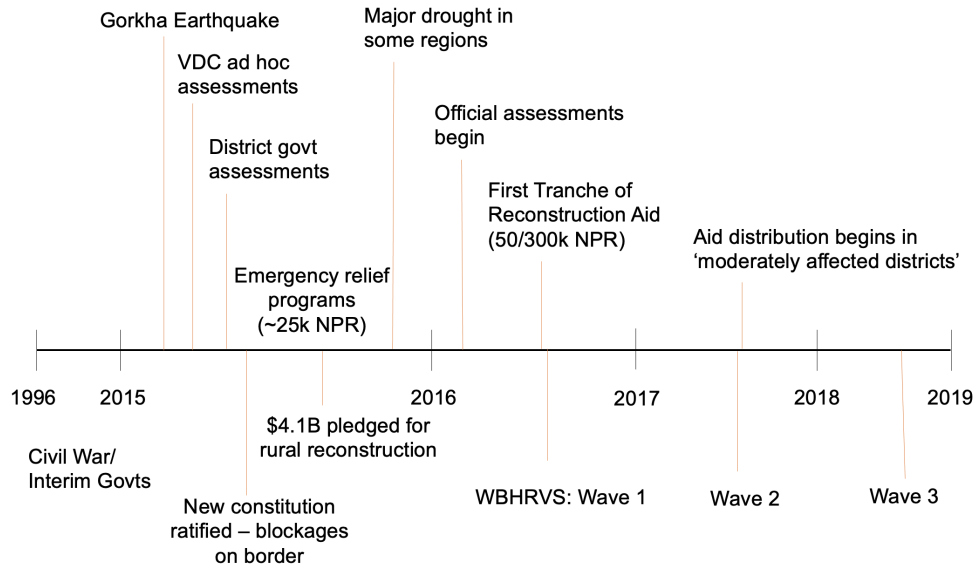 Gorkha Earthquake
VDC ad hoc
assessments
District govt
assessments
Emergency relief
programs
(~25k NPR)
Major drought in
some regions
Official assessments
begin
First Tranche of
Reconstruction Aid
(50/300k NPR)
Aid distribution begins in
‘moderately affected districts’
1996
2015
2016
2017
2018
2019
Civil War/
Interim Govts
New constitution
ratified – blockages
on border
$4.1B pledged for
rural reconstruction
WBHRVS: Wave 1
Wave 2
Wave 3